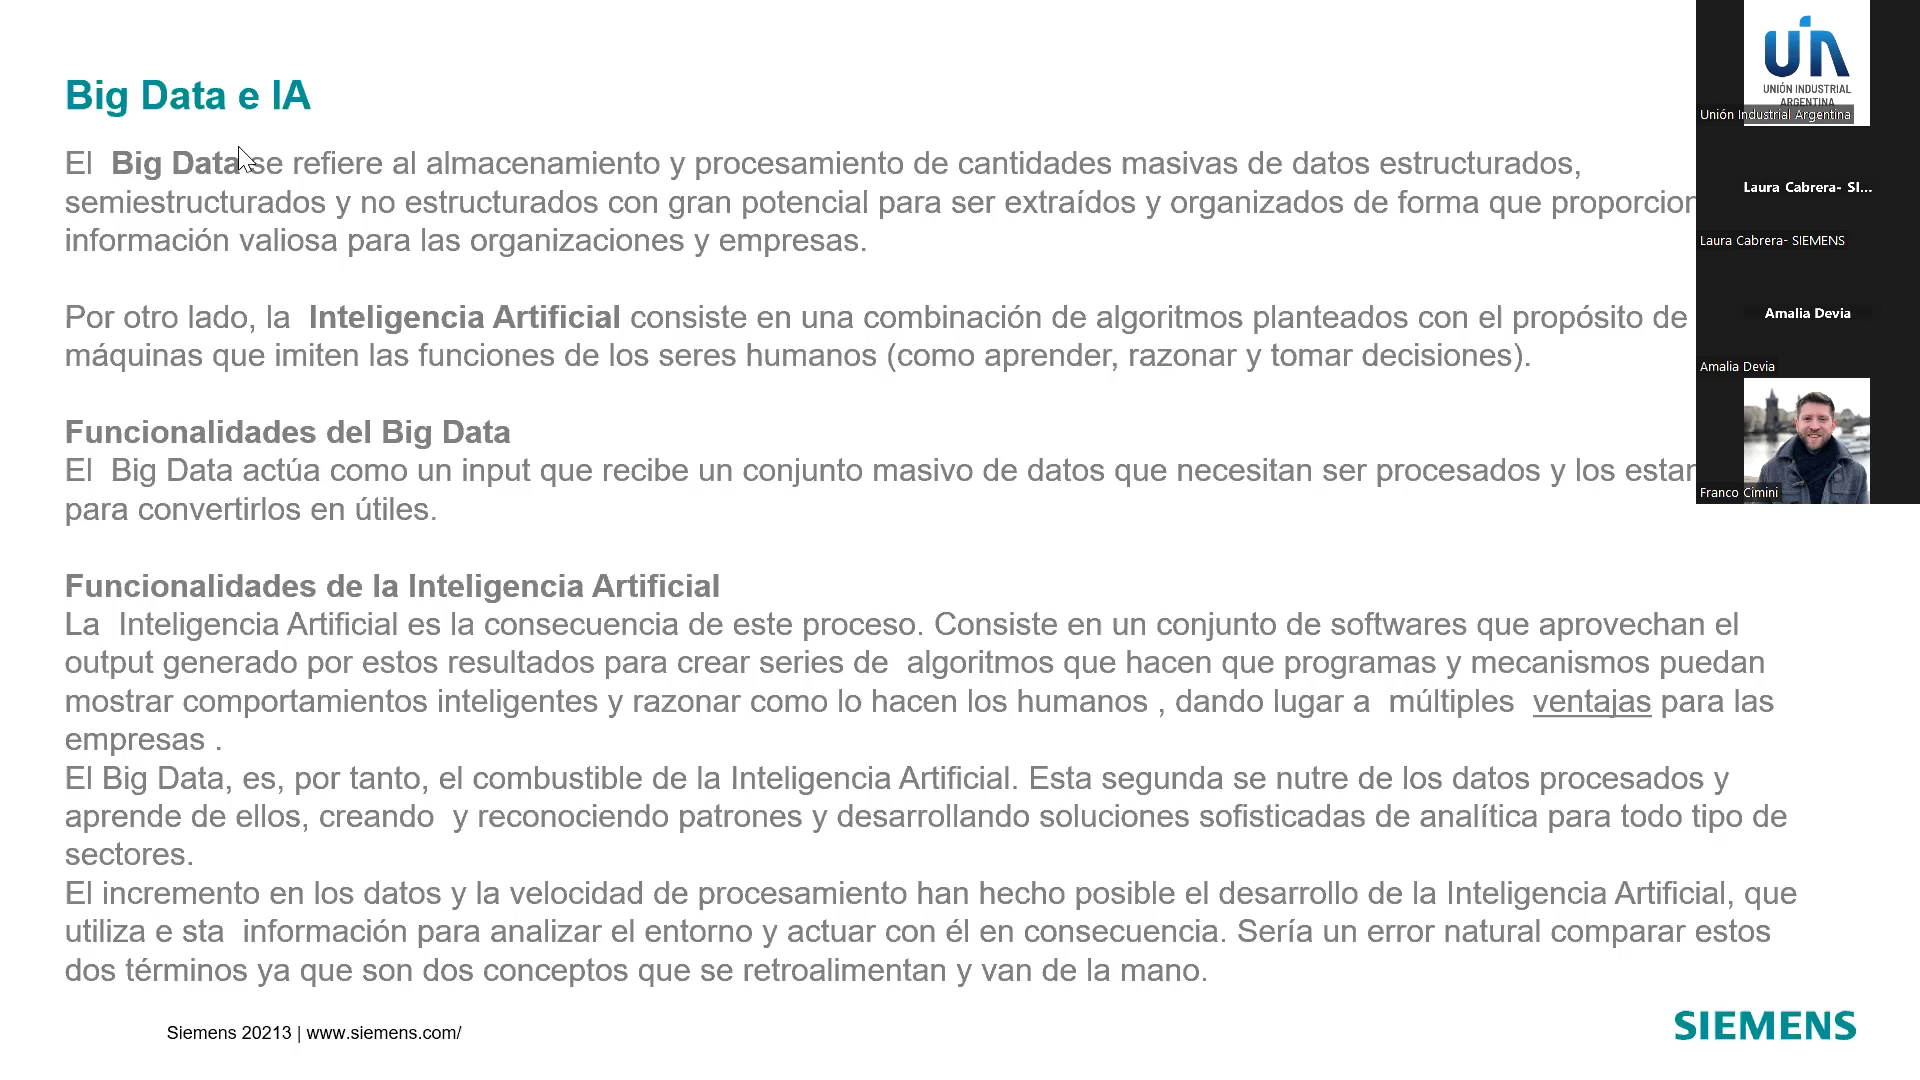 Big Data e IA
El Big Data se refiere al almacenamiento y procesamiento de cantidades masivas de datos estructurados,
semiestructurados y no estructurados con gran potencial para ser extraídos y organizados de forma que
información valiosa para las organizaciones y empresas.
Por otro lado, la Inteligencia Artificial consiste en una combinación de algoritmos planteados con el propósito de
máquinas que imiten las funciones de los seres humanos (como aprender, razonar y tomar decisiones).
Funcionalidades del Big Data
El Big Data actúa como un input que recibe un conjunto masivo de datos que necesitan ser procesados y los
para convertirlos en útiles.
Funcionalidades de la Inteligencia Artificial
La Inteligencia Artificial es la consecuencia de este proceso. Consiste en un conjunto de softwares que aprovechan el
output generado por estos resultados para crear series de algoritmos que hacen que programas y mecanismos puedan
mostrar comportamientos inteligentes y razonar como lo hacen los humanos , dando lugar a múltiples ventajas para las
empresas .
El Big Data, es, por tanto, el combustible de la Inteligencia Artificial. Esta segunda se nutre de los datos procesados y
aprende de ellos, creando y reconociendo patrones y desarrollando soluciones sofisticadas de analítica para todo tipo de
sectores.
El incremento en los datos y la velocidad de procesamiento han hecho posible el desarrollo de la Inteligencia Artificial, que
utiliza e sta información para analizar el entorno y actuar con él en consecuencia. Sería un error natural comparar estos
dos términos ya que son dos conceptos que se retroalimentan y van de la mano.
Siemens 20213 | www.siemens.com/
SIEMENS
UIA
UNIÓN INDUSTRIAL
ARGENTINA
Unión Industrial Argentina
Laura Cabrera- SI...
Laura Cabrera- SIEMENS
Amalia Devia
Amalia Devia
Franco Cimini